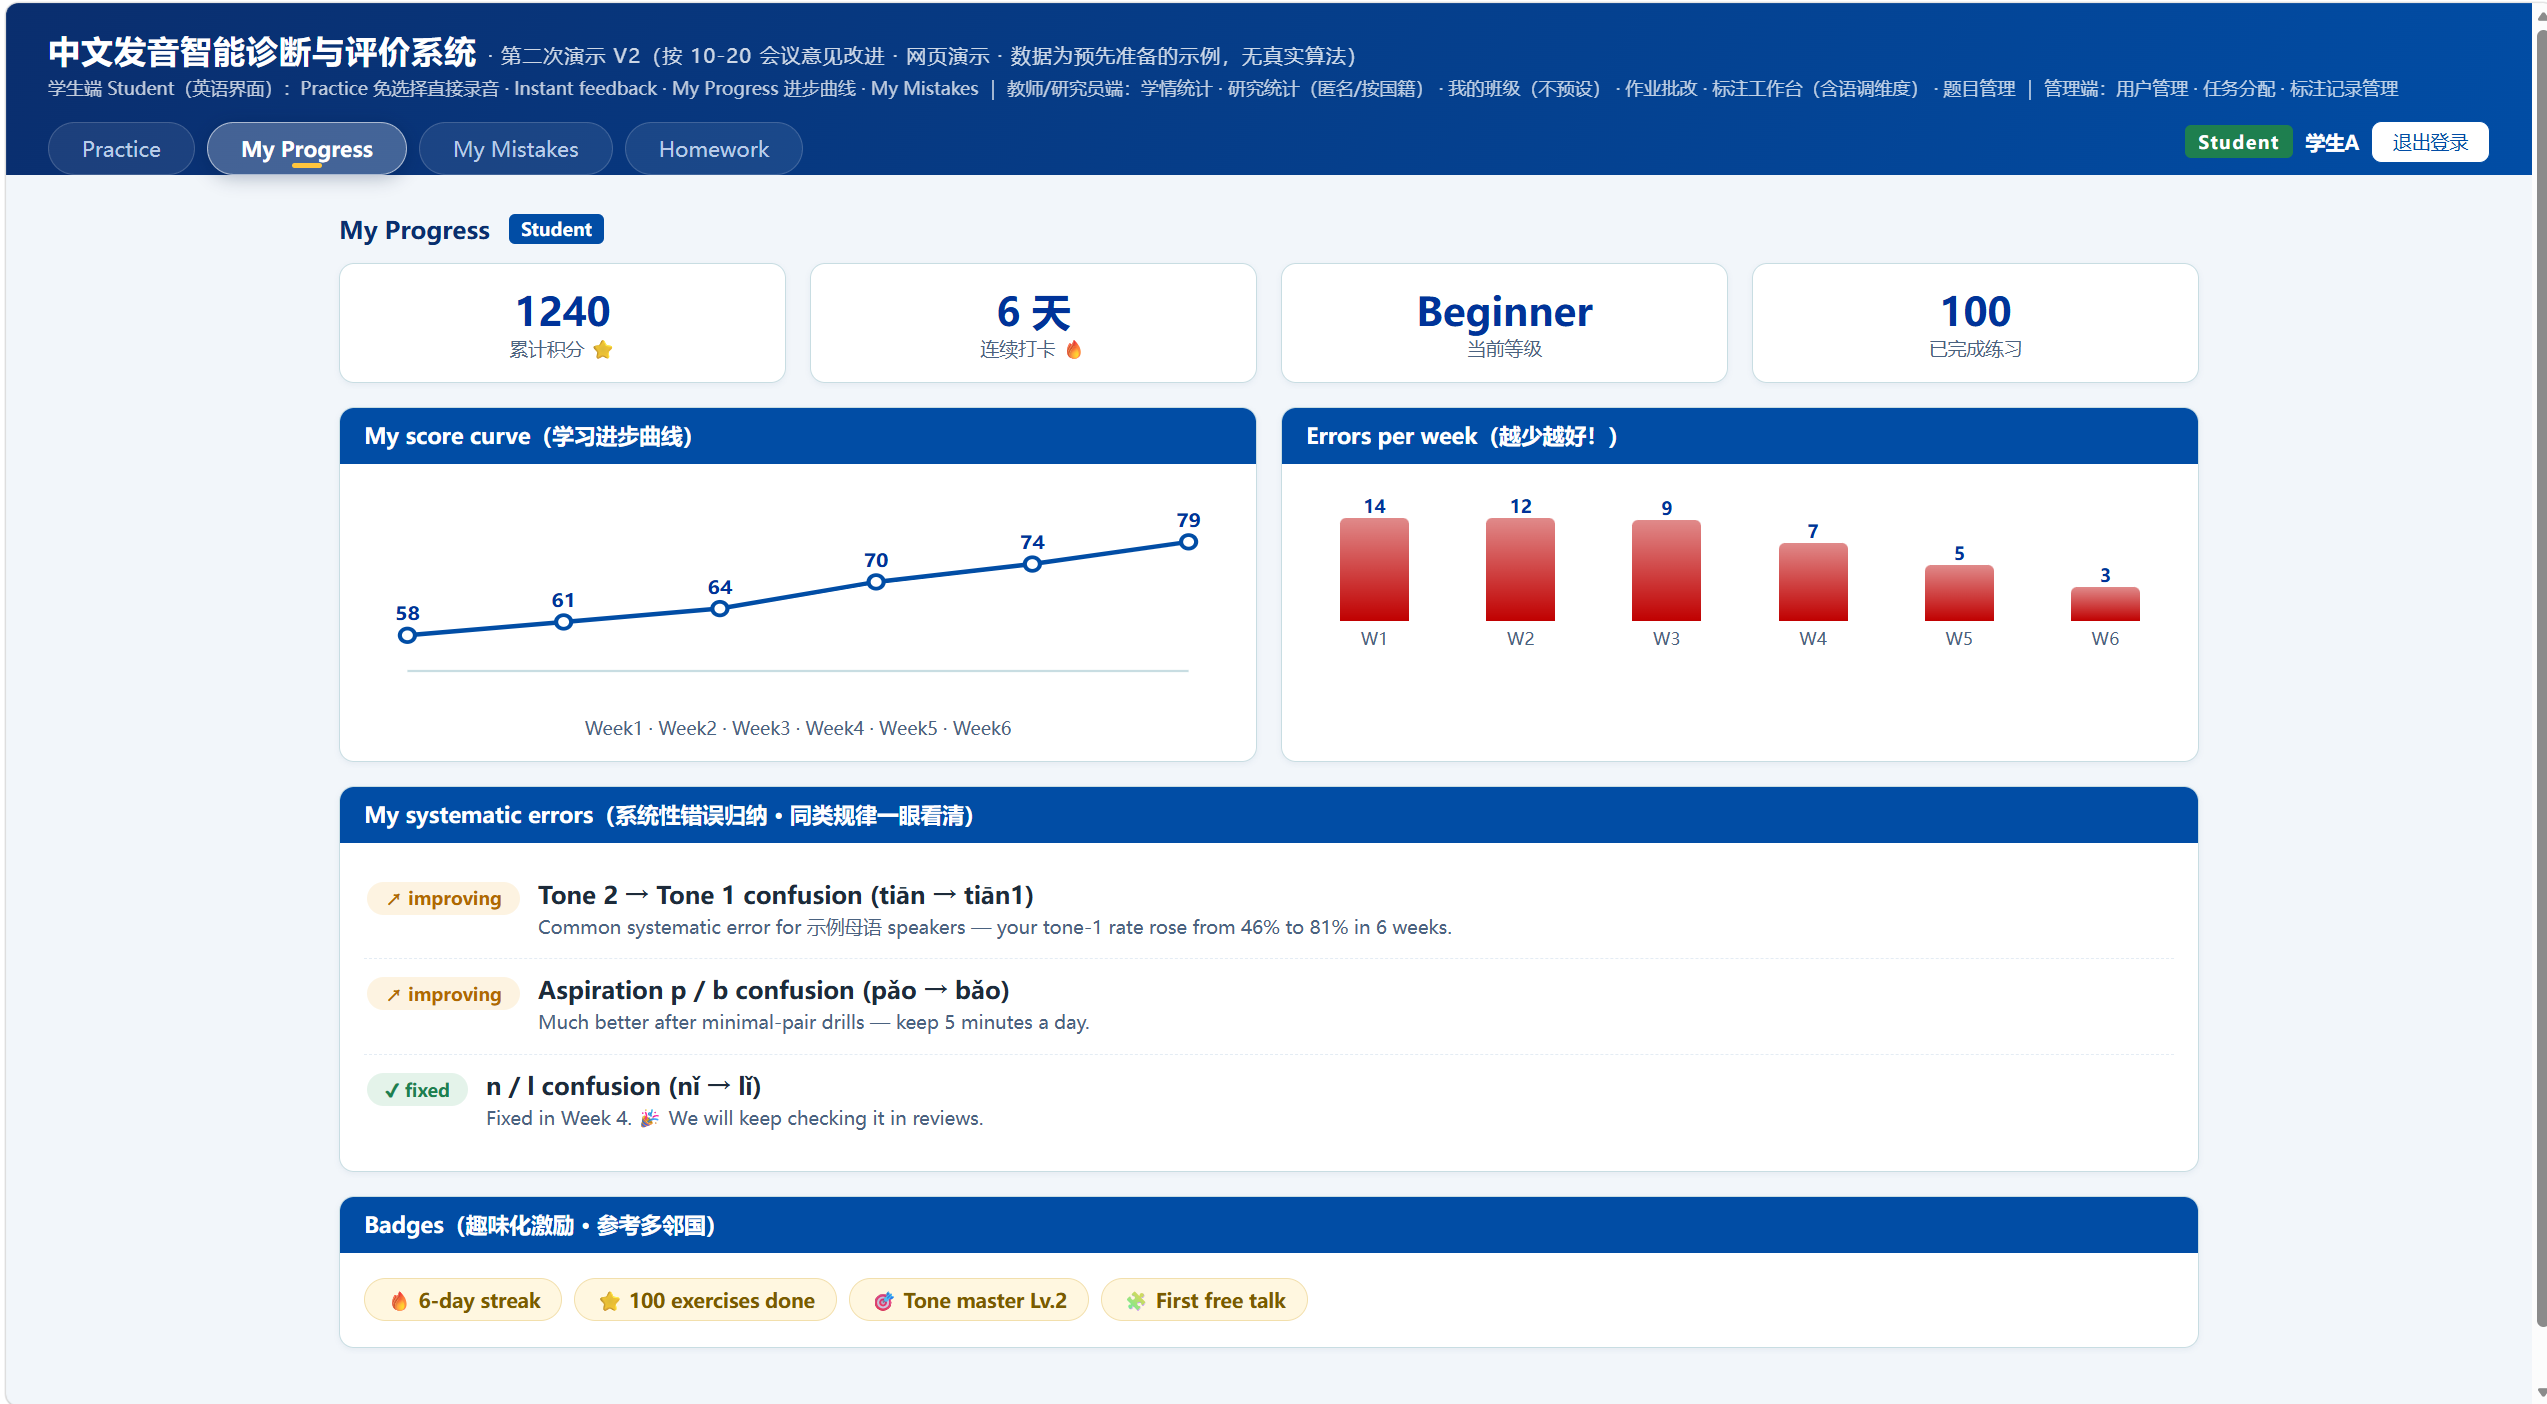 中文发音智能诊断与评价系统 · 第二次演示 V2（按 10-20 会议意见改进 · 网页演示 · 数据为预先准备的示例，无真实算法）
学生端 Student（英语界面）：Practice 免选择直接录音 · Instant feedback · My Progress 进步曲线 · My Mistakes ｜ 教师/研究员端：学情统计 · 研究统计（匿名/按国籍） · 我的班级（不预设） · 作业批改 · 标注工作台（含语调维度） · 题目管理 ｜ 管理端：用户管理 · 任务分配 · 标注记录管理
Practice My Progress My Mistakes Homework Student 学生A 退出登录
My Progress Student
1240 6 天 Beginner 100
累计积分 ⭐ 连续打卡 🔥 当前等级 已完成练习
My score curve（学习进步曲线）
58 61 64 70 74 79
Week1 · Week2 · Week3 · Week4 · Week5 · Week6
Errors per week（越少越好！）
14 12 9 7 5 3
W1 W2 W3 W4 W5 W6
My systematic errors（系统性错误归纳 • 同类规律一眼看清）
↗ improving Tone 2 → Tone 1 confusion (tiān → tiān1)
Common systematic error for 示例母语 speakers — your tone-1 rate rose from 46% to 81% in 6 weeks.
↗ improving Aspiration p / b confusion (pǎo → bǎo)
Much better after minimal-pair drills — keep 5 minutes a day.
✓ fixed n / l confusion (nǐ → lǐ)
Fixed in Week 4. 🎉 We will keep checking it in reviews.
Badges（趣味化激励 • 参考多邻国）
🔥 6-day streak ⭐ 100 exercises done 🎯 Tone master Lv.2 🧩 First free talk